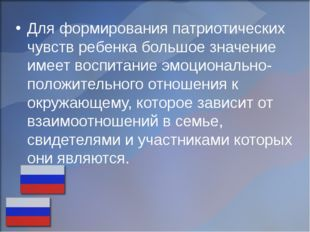 • Для формирования патриотических
чувств ребенка большое значение
имеет воспитание эмоционально-
положительного отношения к
окружающему, которое зависит от
взаимоотношений в семье,
свидетелями и участниками которых
они являются.